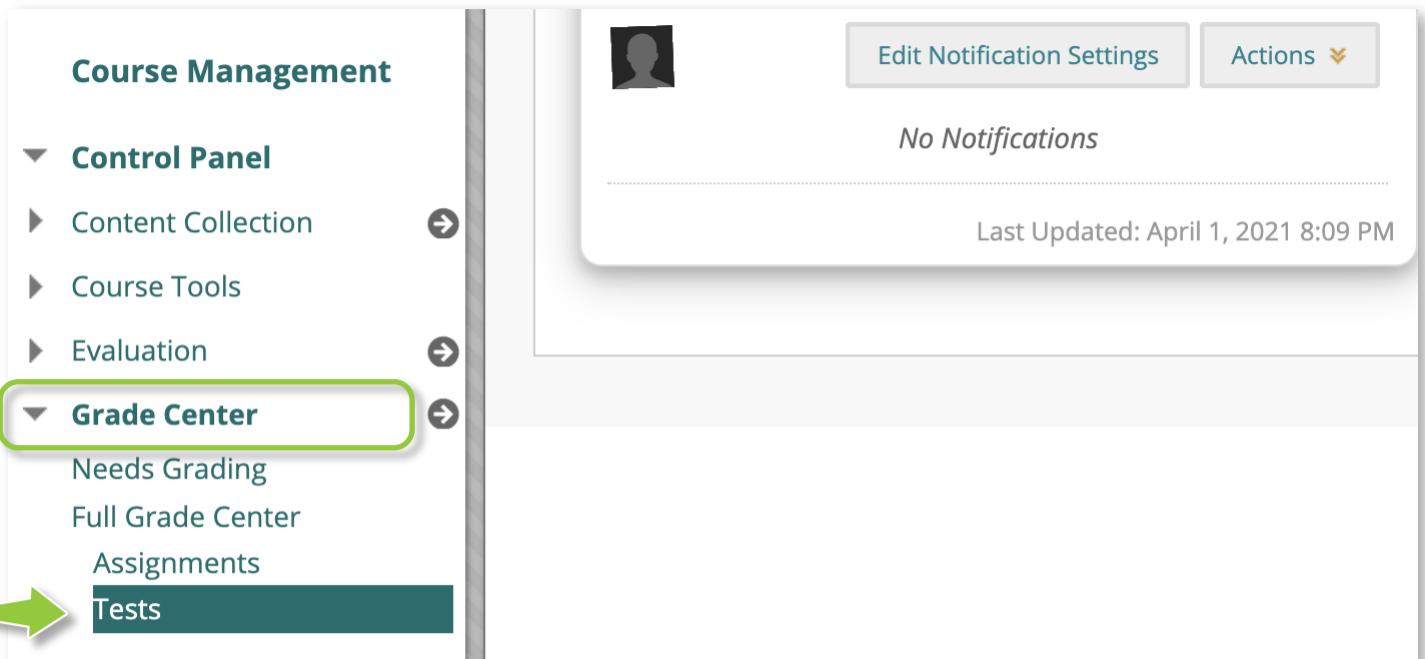 Course Management
Control Panel
Content Collection
Course Tools
Evaluation
Grade Center
Needs Grading
Full Grade Center
Assignments
Tests
Edit Notification Settings
Actions
No Notifications
Last Updated: April 1, 2021 8:09 PM